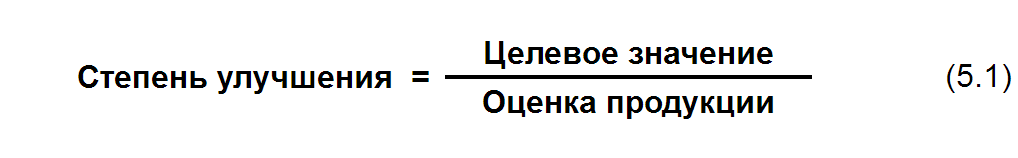 Целевое значение
Степень улучшения = (5.1)
Оценка продукции